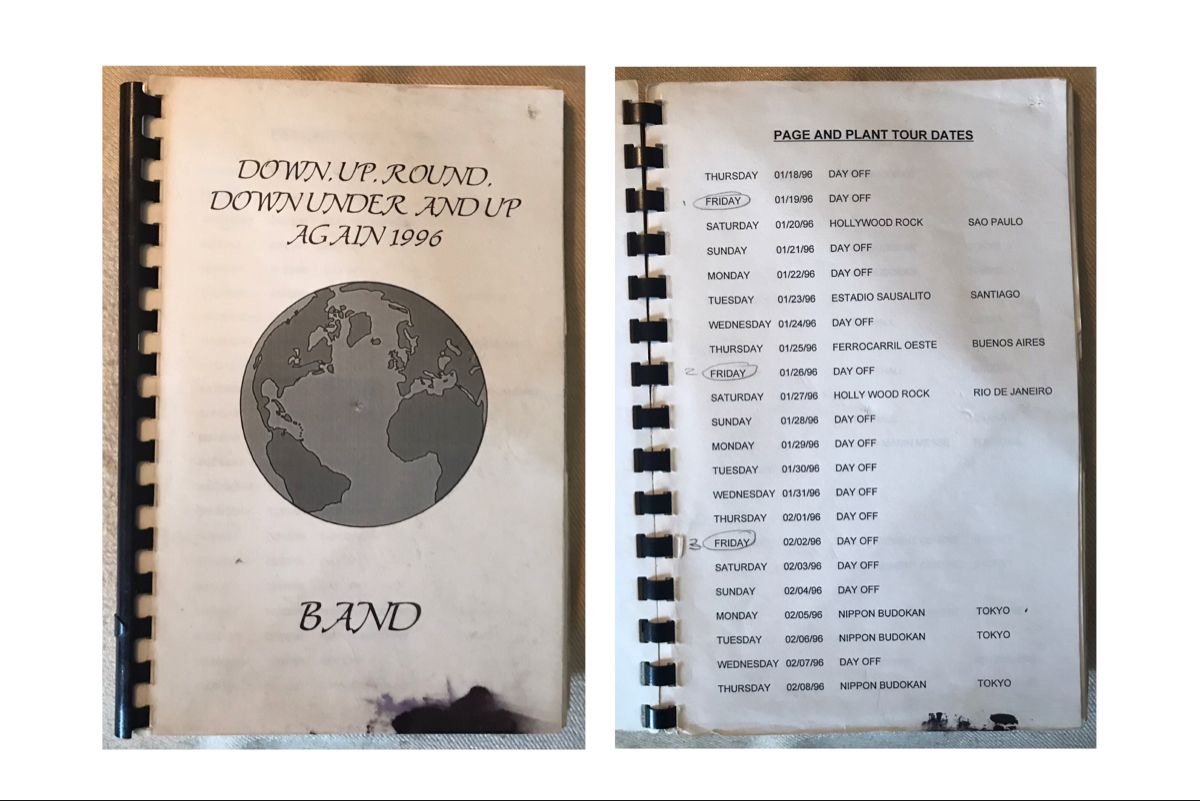 DOWN, UP, ROUND,
DOWN UNDER AND UP
AGAIN 1996
BAND
PAGE AND PLANT TOUR DATES
THURSDAY 01/18/96 DAY OFF
1 FRIDAY 01/19/96 DAY OFF
SATURDAY 01/20/96 HOLLYWOOD ROCK SAO PAULO
SUNDAY 01/21/96 DAY OFF
MONDAY 01/22/96 DAY OFF
TUESDAY 01/23/96 ESTADIO SAUSALITO SANTIAGO
WEDNESDAY 01/24/96 DAY OFF
THURSDAY 01/25/96 FERROCARRIL OESTE BUENOS AIRES
2 FRIDAY 01/26/96 DAY OFF
SATURDAY 01/27/96 HOLLY WOOD ROCK RIO DE JANEIRO
SUNDAY 01/28/96 DAY OFF
MONDAY 01/29/96 DAY OFF
TUESDAY 01/30/96 DAY OFF
WEDNESDAY 01/31/96 DAY OFF
THURSDAY 02/01/96 DAY OFF
3 FRIDAY 02/02/96 DAY OFF
SATURDAY 02/03/96 DAY OFF
SUNDAY 02/04/96 DAY OFF
MONDAY 02/05/96 NIPPON BUDOKAN TOKYO
TUESDAY 02/06/96 NIPPON BUDOKAN TOKYO
WEDNESDAY 02/07/96 DAY OFF
THURSDAY 02/08/96 NIPPON BUDOKAN TOKYO